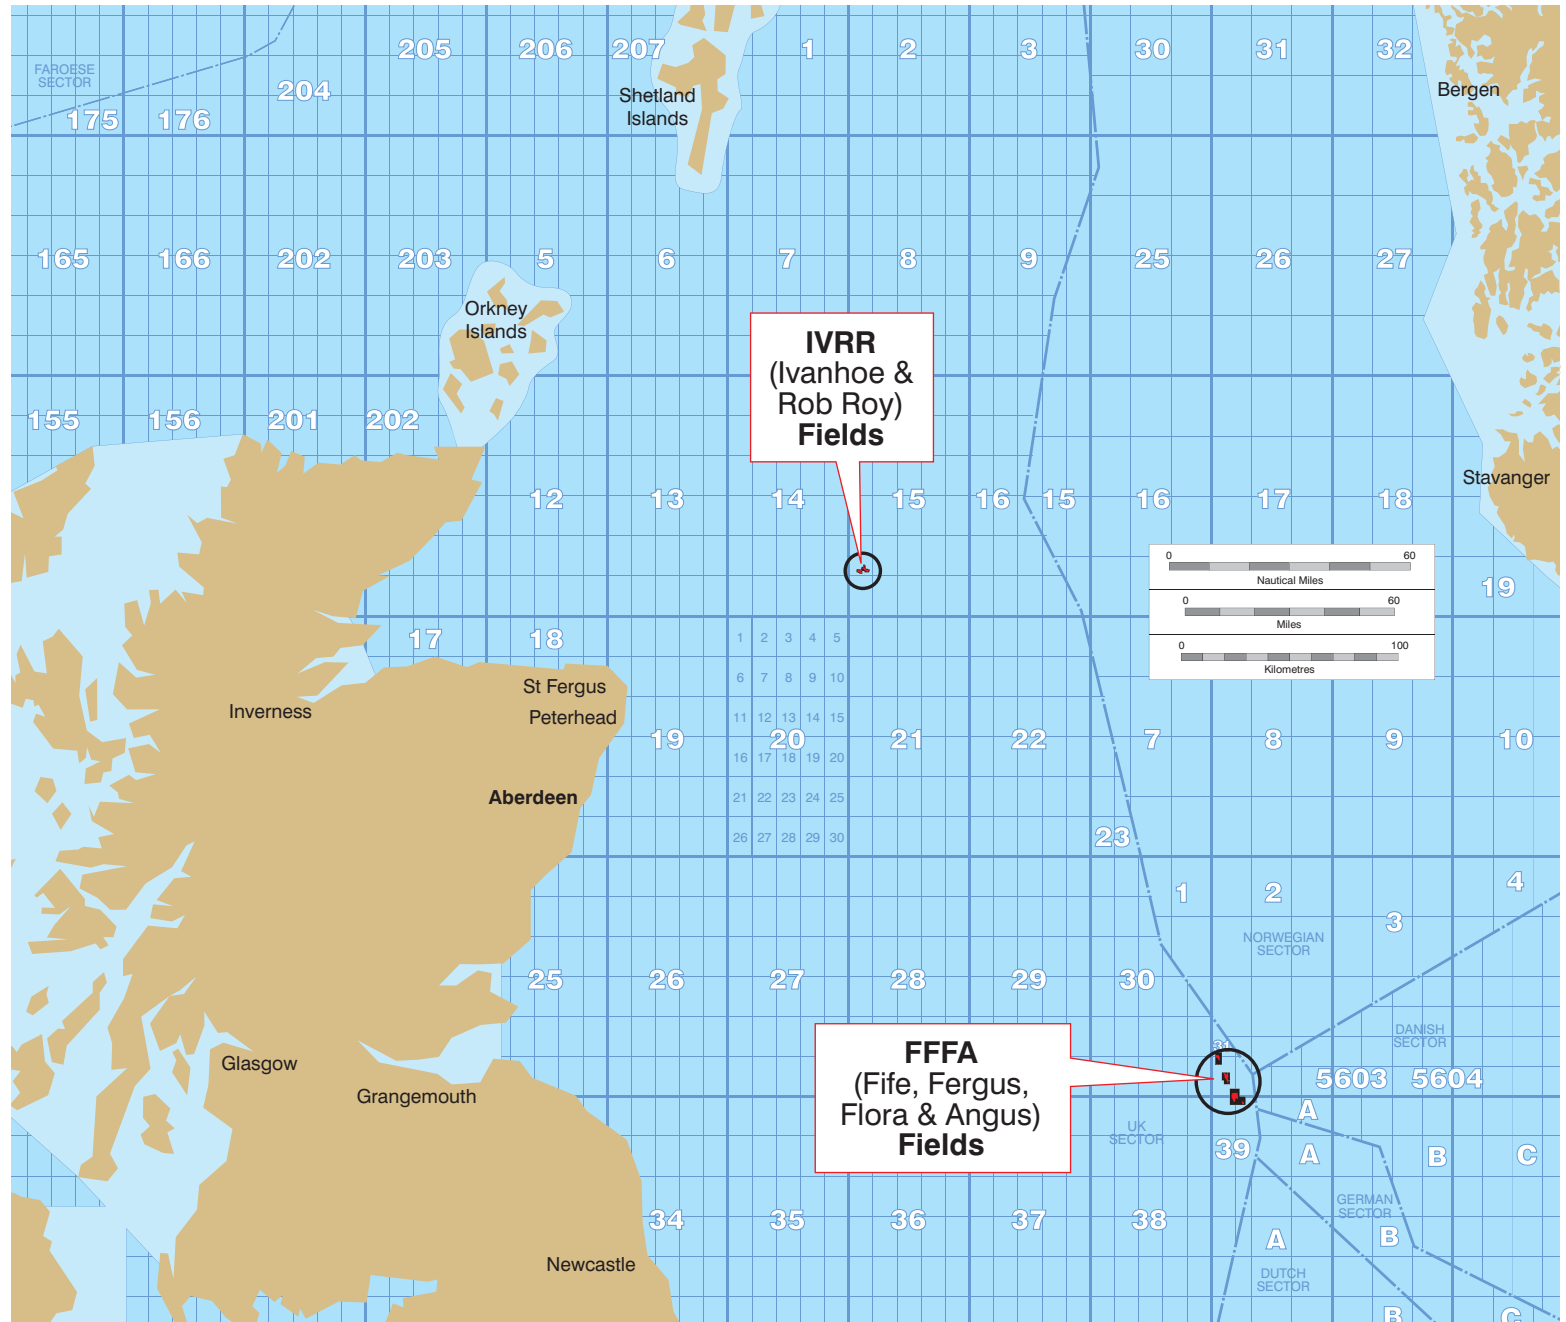 205
206
207
1
2
3
30
31
32
FAROESE
SECTOR
204
Bergen
Shetland
Islands
175
176
165
166
202
203
5
6
7
8
9
25
26
27
Orkney
Islands
IVRR
(Ivanhoe &
Rob Roy)
Fields
155
156
201
202
Stavanger
12
13
14
15
16
15
16
17
18
0 60
Nautical Miles
0 60
Miles
0 100
Kilometres
19
17
18
1 2 3 4 5
6 7 8 9 10
11 12 13 14 15
16 17 18 19 20
21 22 23 24 25
26 27 28 29 30
St Fergus
Peterhead
Inverness
Aberdeen
19
20
21
22
7
8
9
10
23
1
2
3
4
NORWEGIAN
SECTOR
25
26
27
28
29
30
DANISH
SECTOR
31
FFFA
(Fife, Fergus,
Flora & Angus)
Fields
Glasgow
Grangemouth
5603
5604
A
UK
SECTOR
39
A
B
C
GERMAN
SECTOR
34
35
36
37
38
A
B
DUTCH
SECTOR
Newcastle
B
C